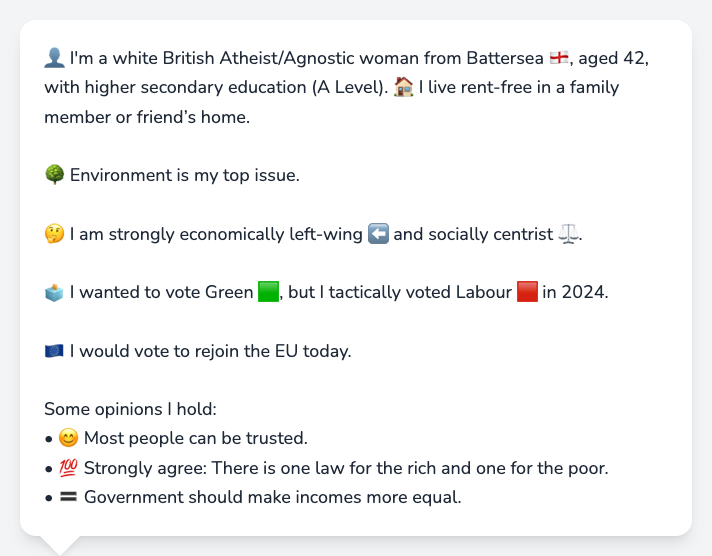 👤 I'm a white British Atheist/Agnostic woman from Battersea 🏴󠁧󠁢󠁥󠁮󠁧󠁿, aged 42,
with higher secondary education (A Level). 🏠 I live rent-free in a family
member or friend’s home.
🌳 Environment is my top issue.
🤔 I am strongly economically left-wing ⬅️ and socially centrist ⚖️.
🗳️ I wanted to vote Green 🟩, but I tactically voted Labour 🟥 in 2024.
🇪🇺 I would vote to rejoin the EU today.
Some opinions I hold:
• 😊 Most people can be trusted.
• 💯 Strongly agree: There is one law for the rich and one for the poor.
• 🟰 Government should make incomes more equal.